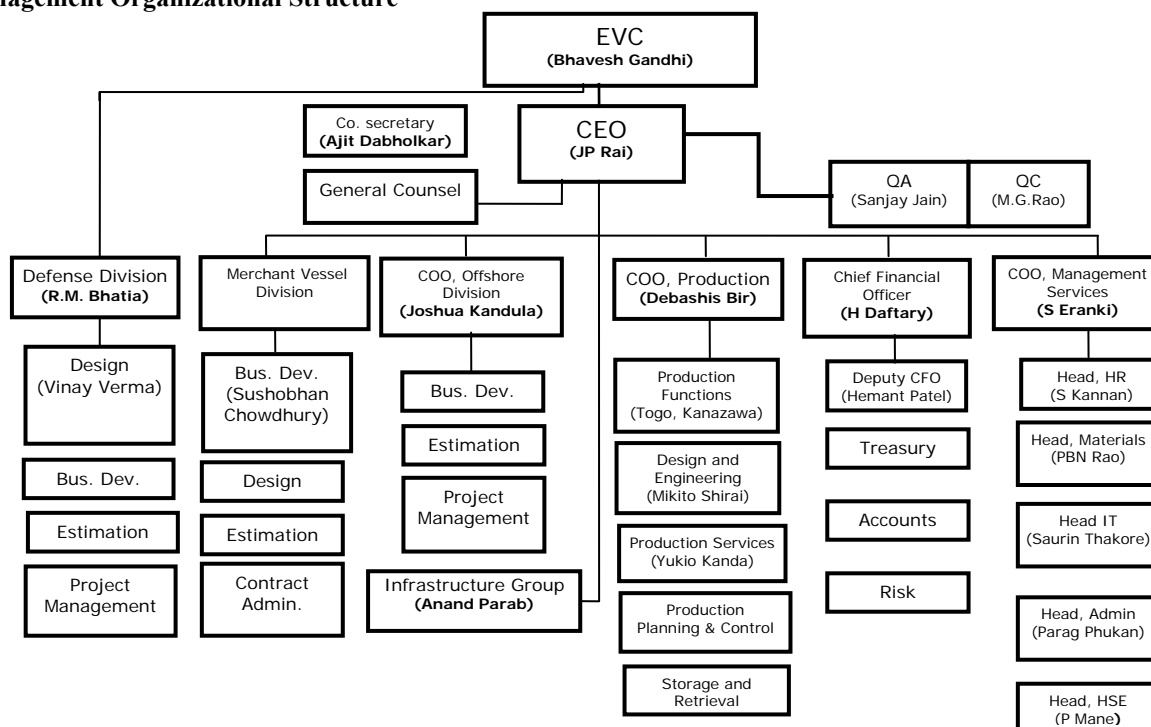 agement Organizational Structure
EVC
(Bhavesh Gandhi)
Co. secretary
(Ajit Dabholkar)
CEO
(JP Rai)
General Counsel
QA
(Sanjay Jain)
QC
(M.G.Rao)
Defense Division
(R.M. Bhatia)
Merchant Vessel
Division
COO, Offshore
Division
(Joshua Kandula)
COO, Production
(Debashis Bir)
Chief Financial
Officer
(H Daftary)
COO, Management
Services
(S Eranki)
Design
(Vinay Verma)
Bus. Dev.
Estimation
Project
Management
Bus. Dev.
(Sushobhan
Chowdhury)
Design
Estimation
Contract
Admin.
Bus. Dev.
Estimation
Project
Management
Infrastructure Group
(Anand Parab)
Production
Functions
(Togo, Kanazawa)
Design and
Engineering
(Mikito Shirai)
Production Services
(Yukio Kanda)
Production
Planning & Control
Storage and
Retrieval
Deputy CFO
(Hemant Patel)
Treasury
Accounts
Risk
Head, HR
(S Kannan)
Head, Materials
(PBN Rao)
Head IT
(Saurin Thakore)
Head, Admin
(Parag Phukan)
Head, HSE
(P Mane)